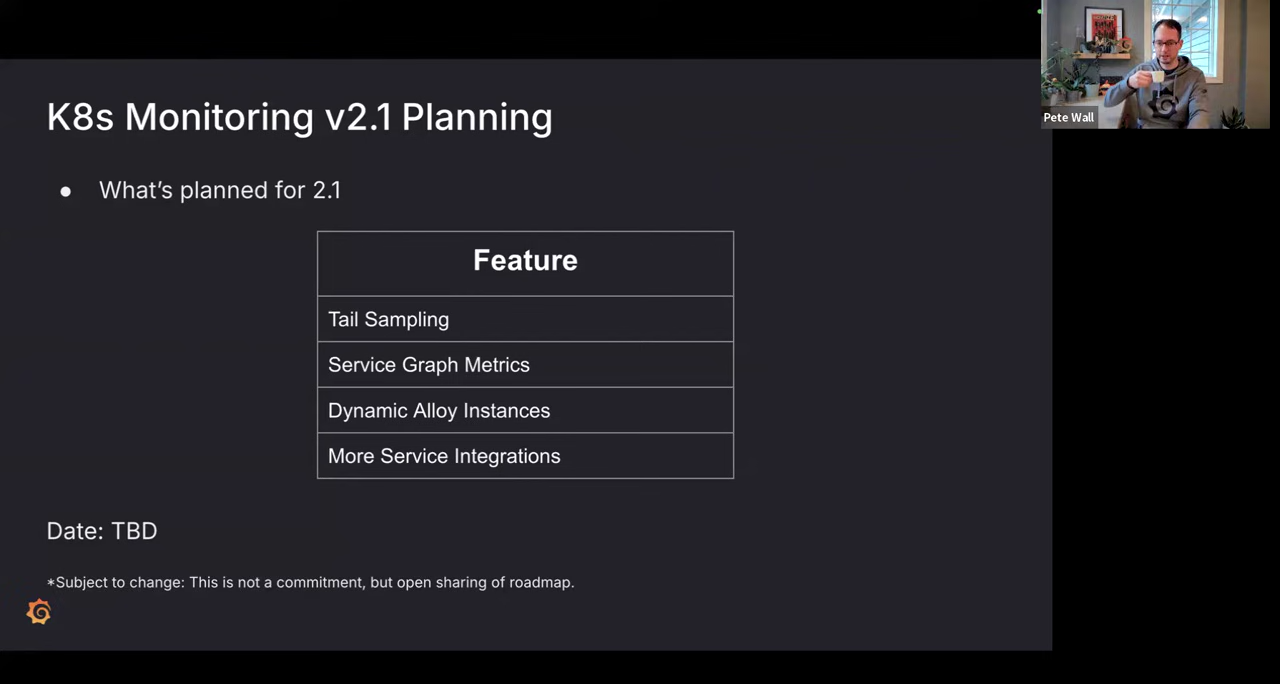 K8s Monitoring v2.1 Planning
● What's planned for 2.1
Feature
Tail Sampling
Service Graph Metrics
Dynamic Alloy Instances
More Service Integrations
Date: TBD
*Subject to change: This is not a commitment, but open sharing of roadmap.
Pete Wall